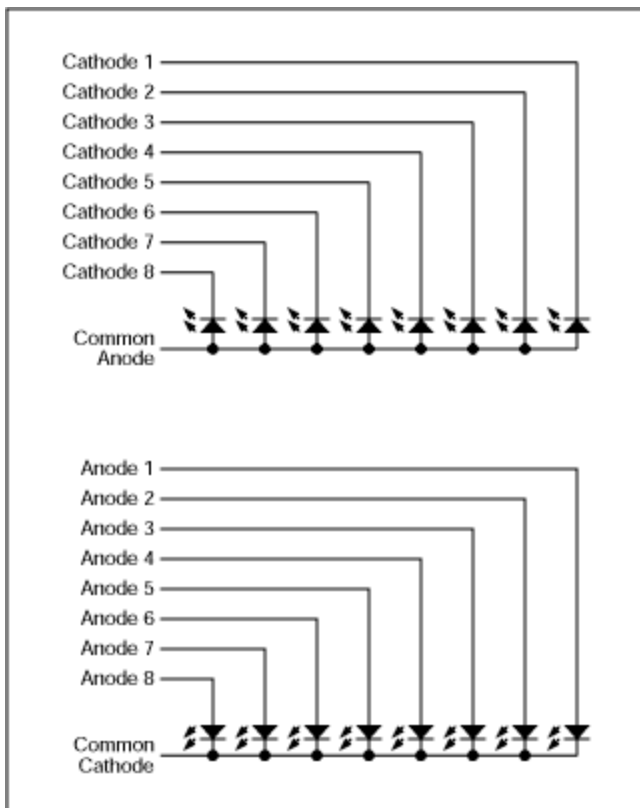 Cathode 1
Cathode 2
Cathode 3
Cathode 4
Cathode 5
Cathode 6
Cathode 7
Cathode 8
Common
Anode
Anode 1
Anode 2
Anode 3
Anode 4
Anode 5
Anode 6
Anode 7
Anode 8
Common
Cathode